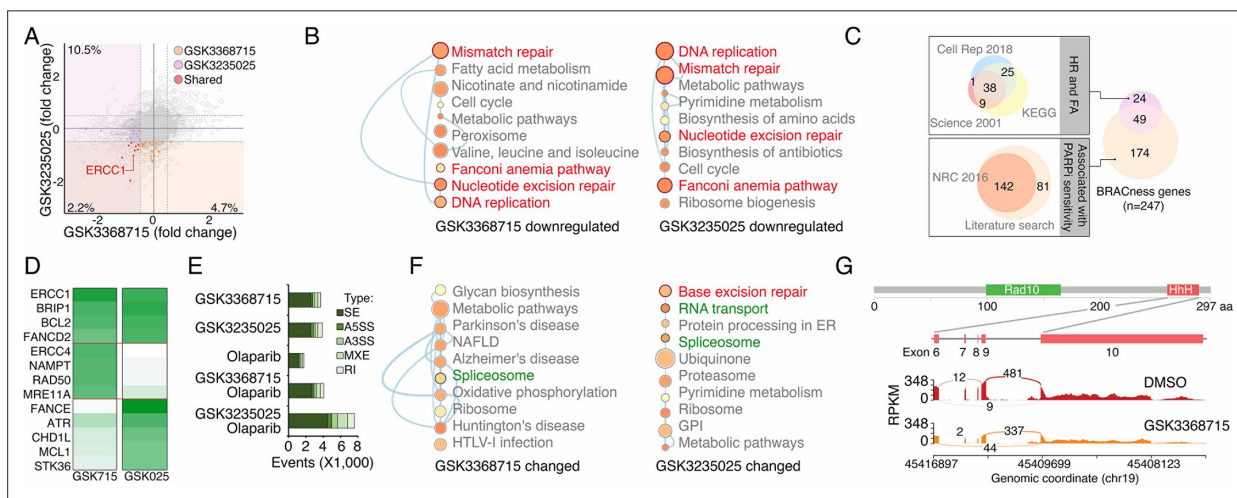 A
10.5%
GSK3368715
GSK3235025
Shared
GSK3235025 (fold change)
2
0
-2
ERCC1
2.2%
4.7%
-2
0
2
GSK3368715 (fold change)
B
Mismatch repair
Fatty acid metabolism
Nicotinate and nicotinamide
Cell cycle
Metabolic pathways
Peroxisome
Valine, leucine and isoleucine
Fanconi anemia pathway
Nucleotide excision repair
DNA replication
GSK3368715 downregulated
DNA replication
Mismatch repair
Metabolic pathways
Pyrimidine metabolism
Biosynthesis of amino acids
Nucleotide excision repair
Biosynthesis of antibiotics
Cell cycle
Fanconi anemia pathway
Ribosome biogenesis
GSK3235025 downregulated
C
Cell Rep 2018
1
25
38
9
KEGG
Science 2001
HR and FA
NRC 2016
142
81
Literature search
Associated with
PARPi sensitivity
24
49
174
BRACness genes
(n=247)
D
ERCC1
BRIP1
BCL2
FANCD2
ERCC4
NAMPT
RAD50
MRE11A
FANCE
ATR
CHD1L
MCL1
STK36
GSK715
GSK025
E
GSK3368715
GSK3235025
Olaparib
GSK3368715
Olaparib
GSK3235025
Olaparib
Type:
SE
A5SS
A3SS
MXE
RI
0
4
8
Events (X1,000)
F
Glycan biosynthesis
Metabolic pathways
Parkinson's disease
NAFLD
Alzheimer's disease
Spliceosome
Oxidative phosphorylation
Ribosome
Huntington's disease
HTLV-I infection
GSK3368715 changed
Base excision repair
RNA transport
Protein processing in ER
Spliceosome
Ubiquinone
Proteasome
Pyrimidine metabolism
Ribosome
GPI
Metabolic pathways
GSK3235025 changed
G
Rad10
HhH
0
100
200
297 aa
Exon 6
7
8
9
10
RPKM
348
0
12
481
9
DMSO
348
0
2
337
44
GSK3368715
45416897
45409699
45408123
Genomic coordinate (chr19)